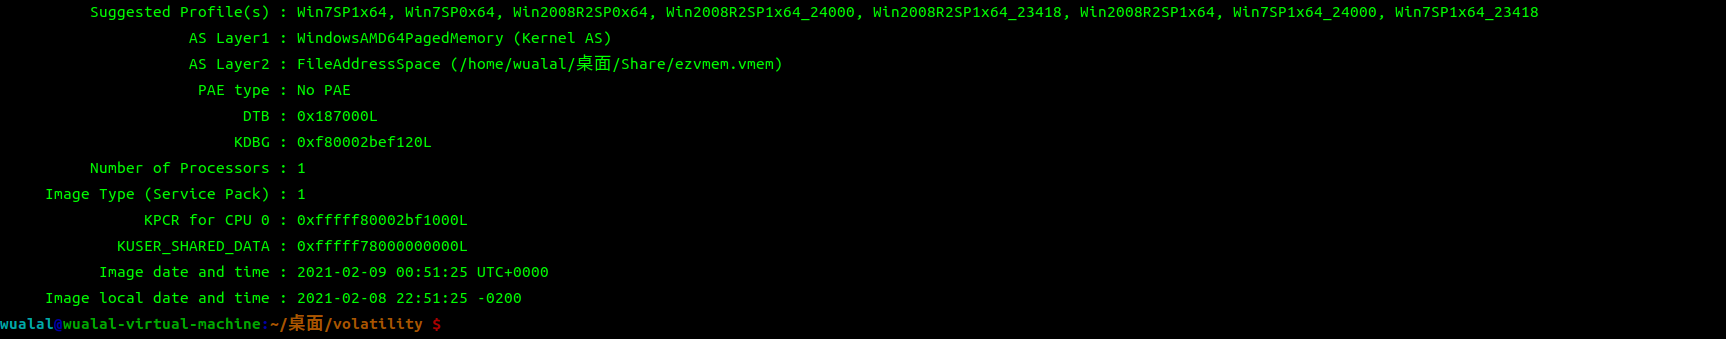 Suggested Profile(s) : Win7SP1x64, Win7SP0x64, Win2008R2SP0x64, Win2008R2SP1x64_24000, Win2008R2SP1x64_23418, Win2008R2SP1x64, Win7SP1x64_24000, Win7SP1x64_23418
AS Layer1 : WindowsAMD64PagedMemory (Kernel AS)
AS Layer2 : FileAddressSpace (/home/wualal/桌面/Share/ezvmem.vmem)
PAE type : No PAE
DTB : 0x187000L
KDBG : 0xf80002bef120L
Number of Processors : 1
Image Type (Service Pack) : 1
KPCR for CPU 0 : 0xfffff80002bf1000L
KUSER_SHARED_DATA : 0xfffff78000000000L
Image date and time : 2021-02-09 00:51:25 UTC+0000
Image local date and time : 2021-02-08 22:51:25 -0200
wualal@wualal-virtual-machine:~/桌面/volatility $